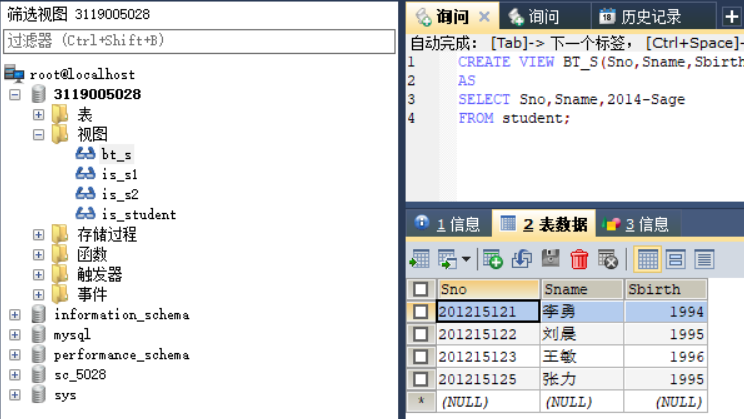 筛选视图 3119005028
过滤器 (Ctrl+Shift+B)
root@localhost
3119005028
表
视图
bt_s
is_s1
is_s2
is_student
存储过程
函数
触发器
事件
information_schema
mysql
performance_schema
sc_5028
sys
询问 询问 历史记录
自动完成: [Tab]-> 下一个标签, [Ctrl+Space]-
1 CREATE VIEW BT_S(Sno,Sname,Sbirth
2 AS
3 SELECT Sno,Sname,2014-Sage
4 FROM student;
1 信息 2 表数据 3 信息
Sno Sname Sbirth
201215121 李勇 1994
201215122 刘晨 1995
201215123 王敏 1996
201215125 张力 1995
* (NULL) (NULL) (NULL)